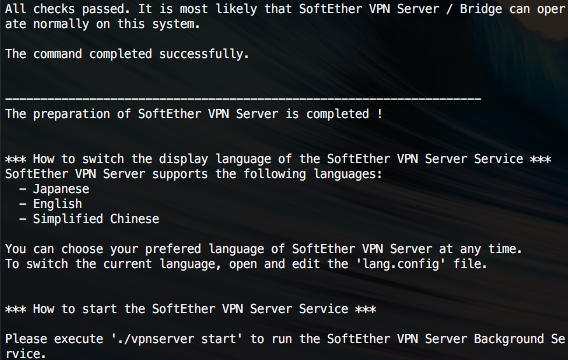 All checks passed. It is most likely that SoftEther VPN Server / Bridge can oper
ate normally on this system.
The command completed successfully.
--------------------------------------------------------------------
The preparation of SoftEther VPN Server is completed !
*** How to switch the display language of the SoftEther VPN Server Service ***
SoftEther VPN Server supports the following languages:
- Japanese
- English
- Simplified Chinese
You can choose your prefered language of SoftEther VPN Server at any time.
To switch the current language, open and edit the 'lang.config' file.
*** How to start the SoftEther VPN Server Service ***
Please execute './vpnserver start' to run the SoftEther VPN Server Background Se
rvice.